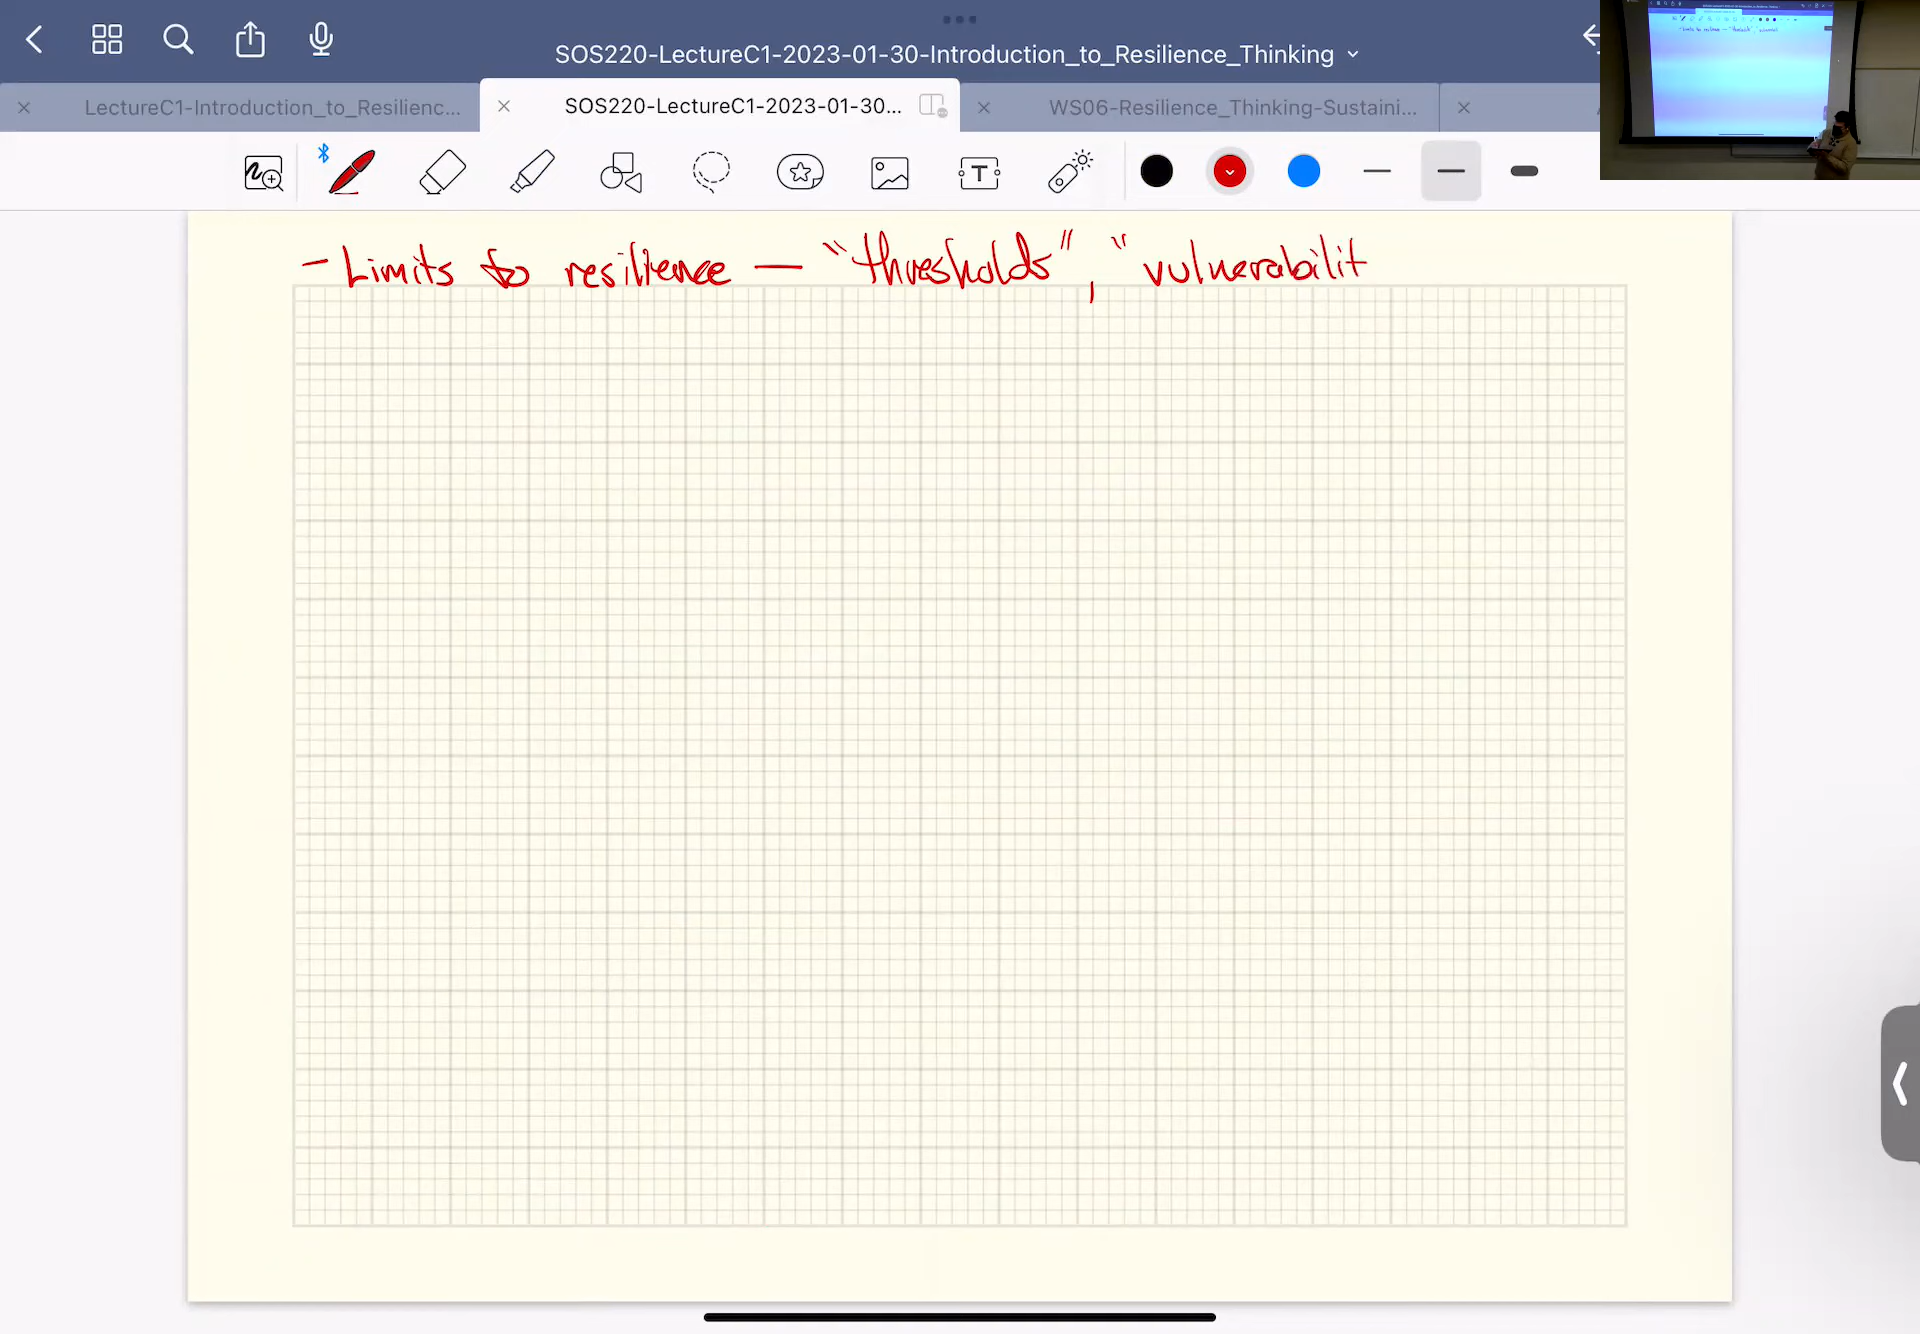 SOS220-LectureC1-2023-01-30-Introduction_to_Resilience_Thinking
LectureC1-Introduction_to_Resilienc...
SOS220-LectureC1-2023-01-30...
WS06-Resilience_Thinking-Sustaini...
- Limits to resilience — "thresholds", "vulnerabilit